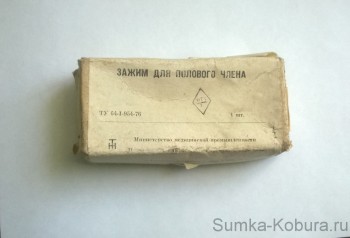 ЗАЖИМ ДЛЯ ПОЛОВОГО ЧЛЕНА
ТУ 64-1-954-76 1 шт.
Министерство медицинской промышленности
Sumka-Kobura.ru